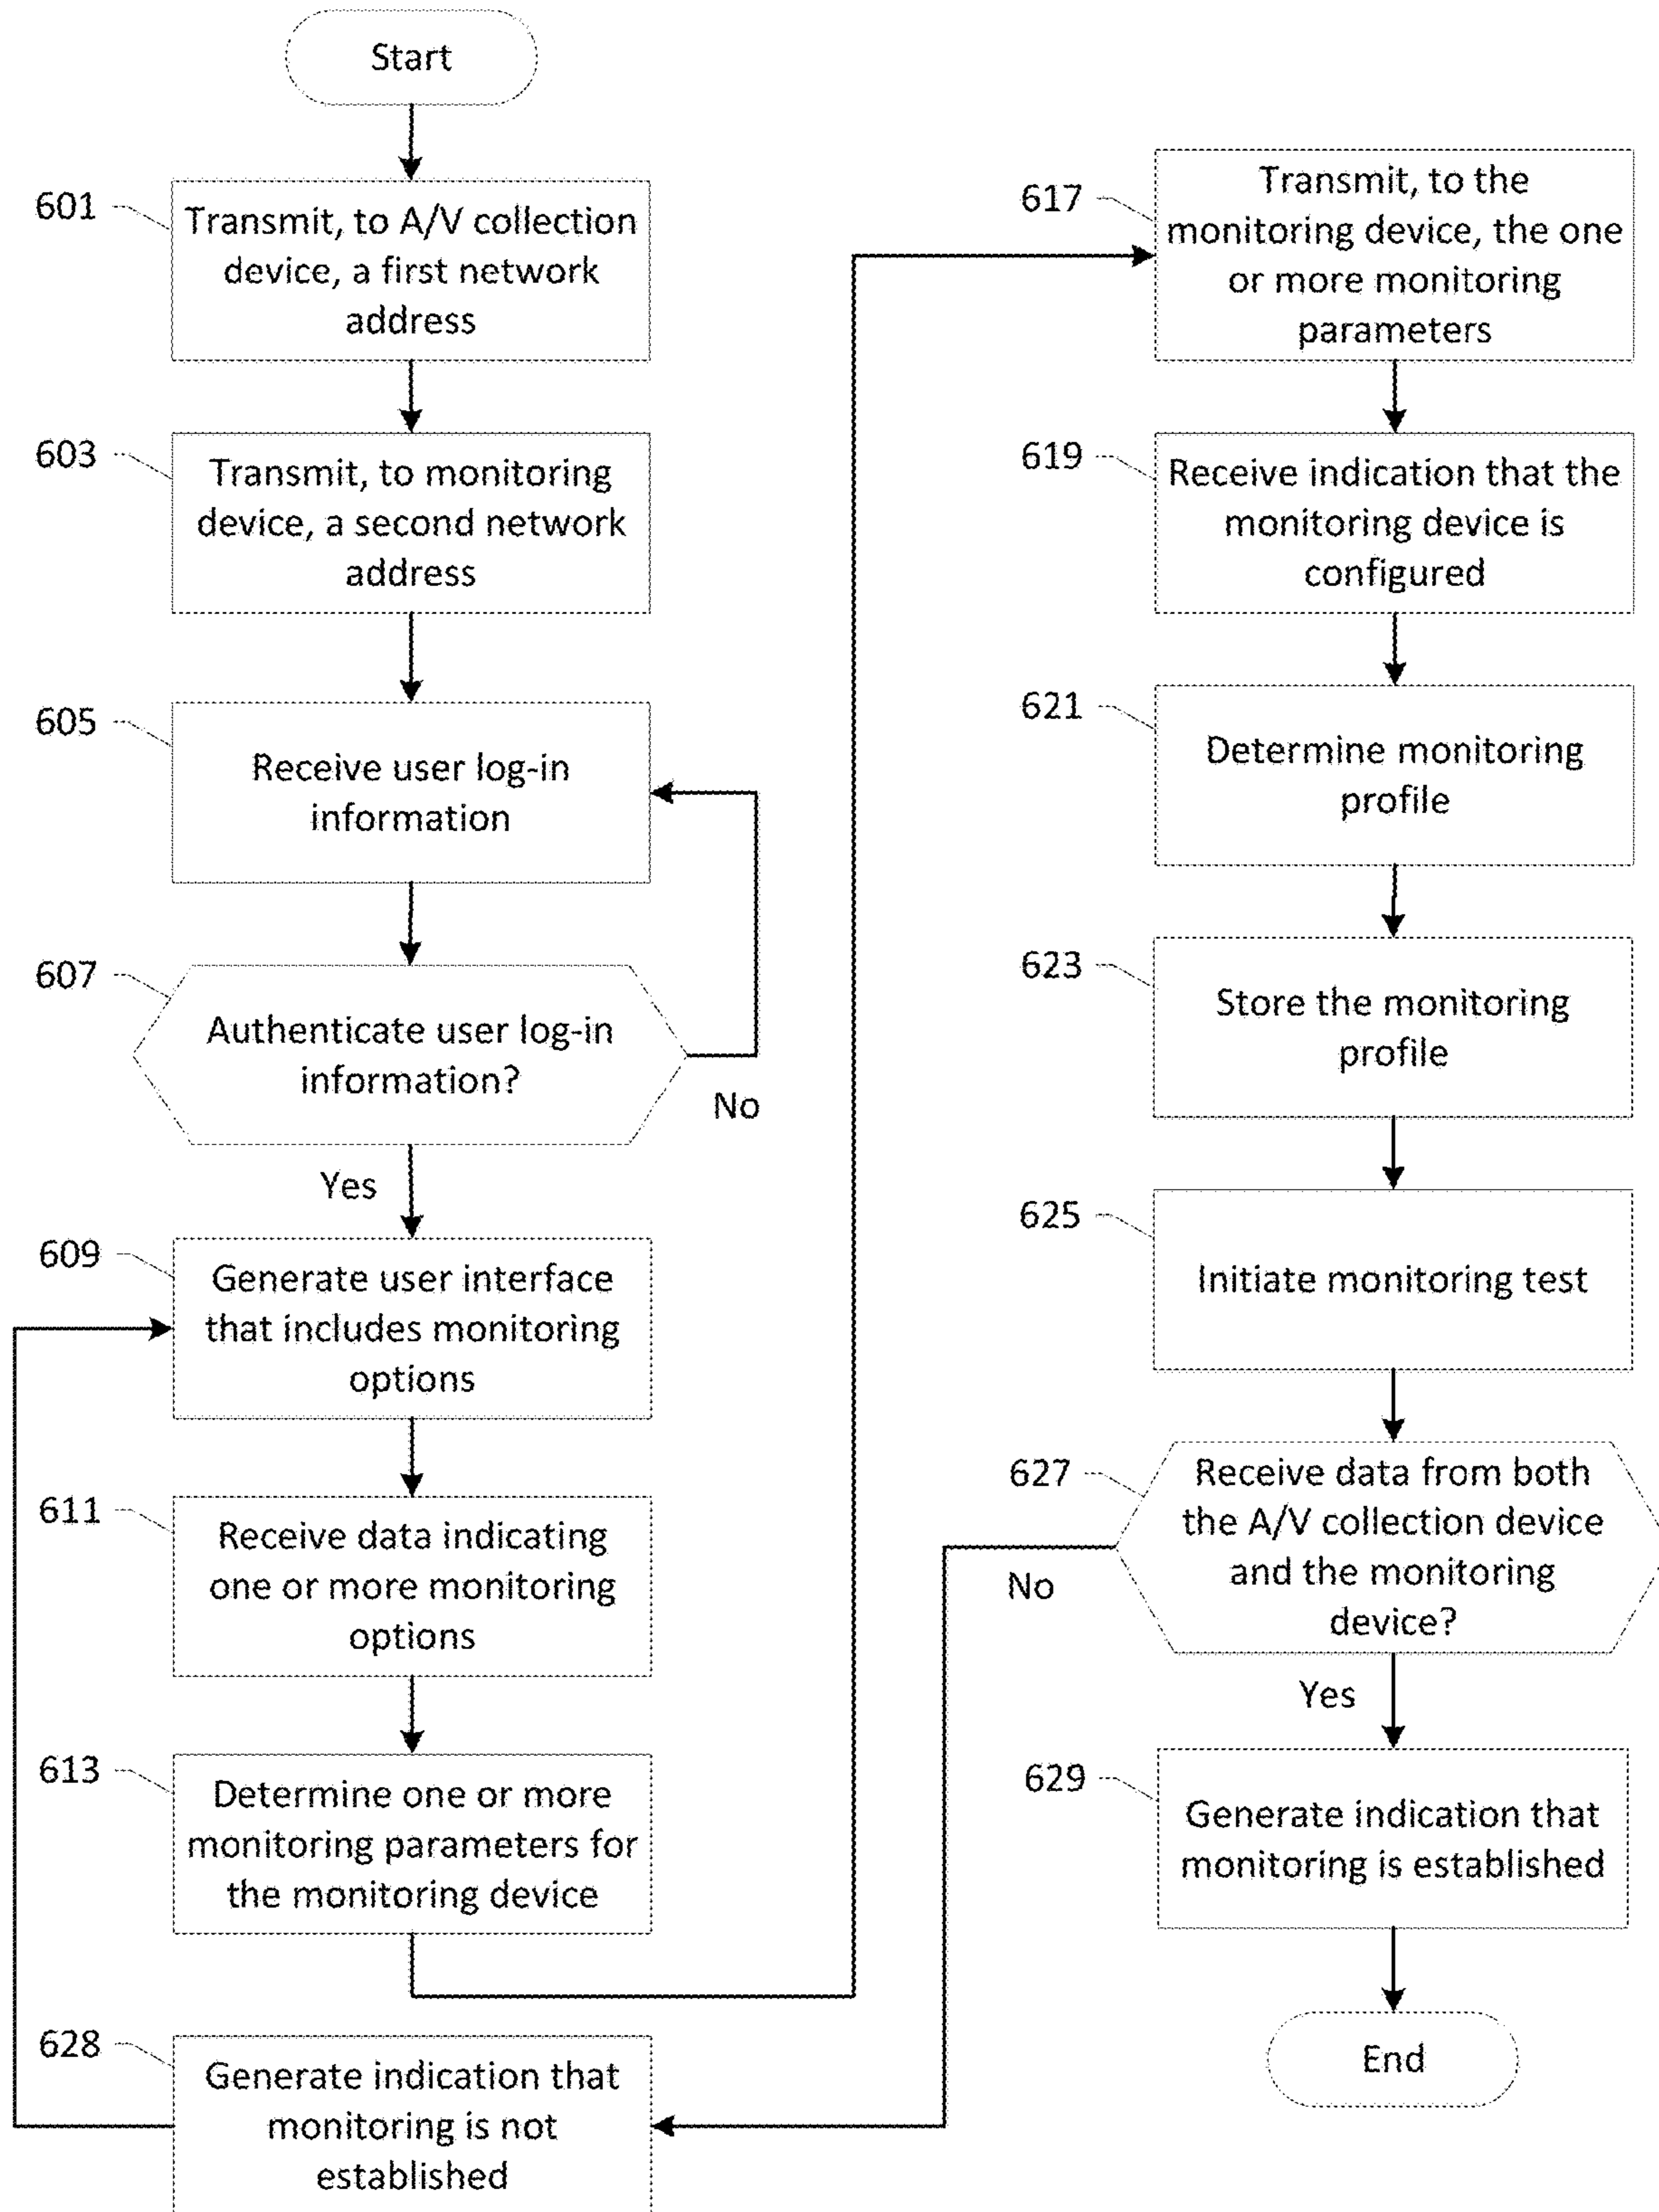 Start
601
Transmit, to A/V collection
device, a first network
address
603
Transmit, to monitoring
device, a second network
address
605
Receive user log-in
information
607
Authenticate user log-in
information?
No
Yes
609
Generate user interface
that includes monitoring
options
611
Receive data indicating
one or more monitoring
options
613
Determine one or more
monitoring parameters for
the monitoring device
617
Transmit, to the
monitoring device, the one
or more monitoring
parameters
619
Receive indication that the
monitoring device is
configured
621
Determine monitoring
profile
623
Store the monitoring
profile
625
Initiate monitoring test
627
Receive data from both
the A/V collection device
and the monitoring
device?
No
Yes
628
Generate indication that
monitoring is not
established
629
Generate indication that
monitoring is established
End